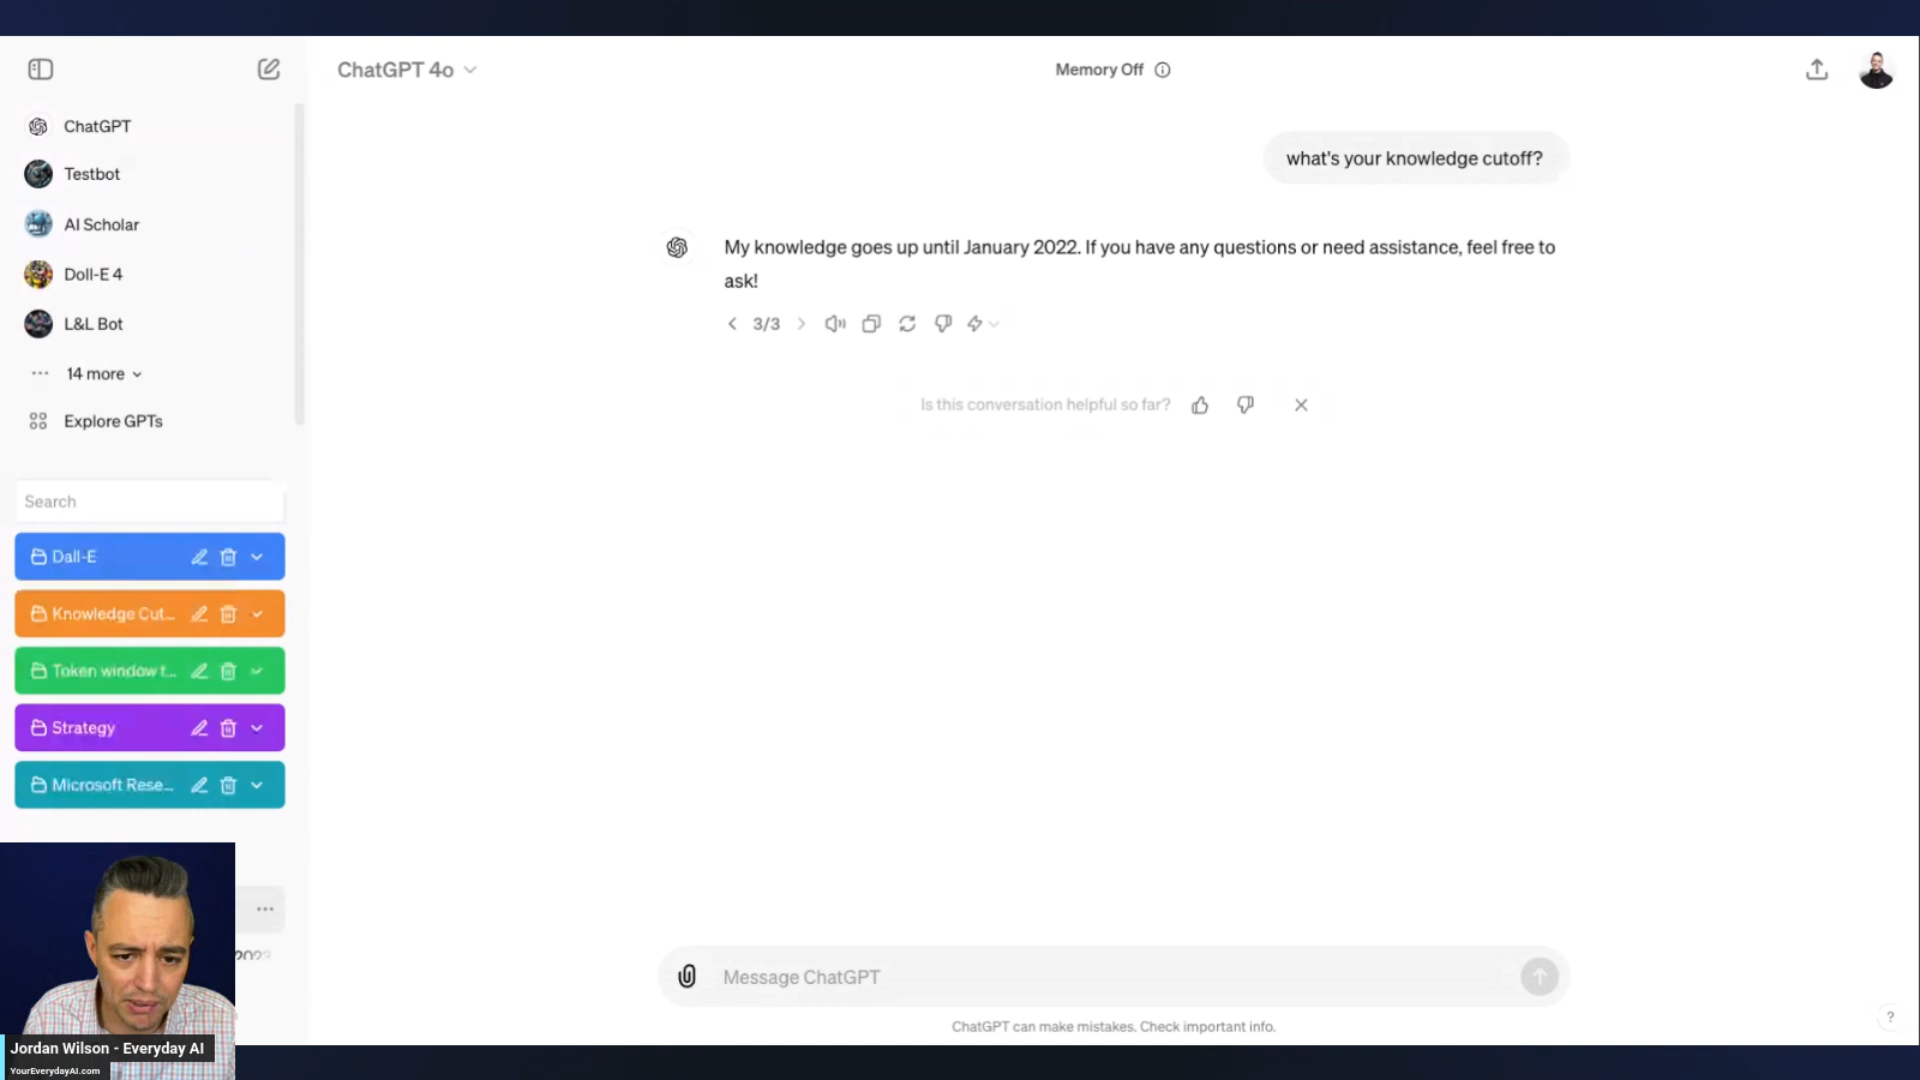 ChatGPT 4o
Memory Off
ChatGPT
Testbot
AI Scholar
Doll-E 4
L&L Bot
14 more
Explore GPTs
Search
Dall-E
Knowledge Cut...
Token window t...
Strategy
Microsoft Rese...
what's your knowledge cutoff?
My knowledge goes up until January 2022. If you have any questions or need assistance, feel free to
ask!
3/3
Is this conversation helpful so far?
Message ChatGPT
ChatGPT can make mistakes. Check important info.
?
Jordan Wilson - Everyday AI
YourEverydayAI.com